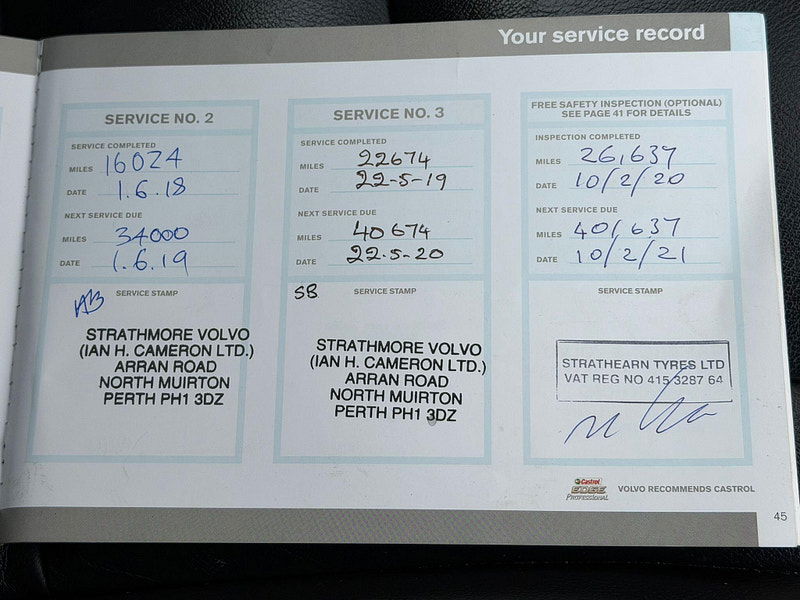 Your service record
SERVICE NO. 2
SERVICE COMPLETED
MILES 16024
DATE 1.6.18
NEXT SERVICE DUE
MILES 34000
DATE 1.6.19
AB
SERVICE STAMP
STRATHMORE VOLVO
(IAN H. CAMERON LTD.)
ARRAN ROAD
NORTH MUIRTON
PERTH PH1 3DZ
SERVICE NO. 3
SERVICE COMPLETED
MILES 22674
DATE 22-5-19
NEXT SERVICE DUE
MILES 40674
DATE 22-5-20
SB
SERVICE STAMP
STRATHMORE VOLVO
(IAN H. CAMERON LTD.)
ARRAN ROAD
NORTH MUIRTON
PERTH PH1 3DZ
FREE SAFETY INSPECTION (OPTIONAL)
SEE PAGE 41 FOR DETAILS
INSPECTION COMPLETED
MILES 26,637
DATE 10/2/20
NEXT SERVICE DUE
MILES 401,637
DATE 10/2/21
SERVICE STAMP
STRATHEARN TYRES LTD
VAT REG NO 415 3287 64
Castrol
EDGE
PROFESSIONAL
VOLVO RECOMMENDS CASTROL
45